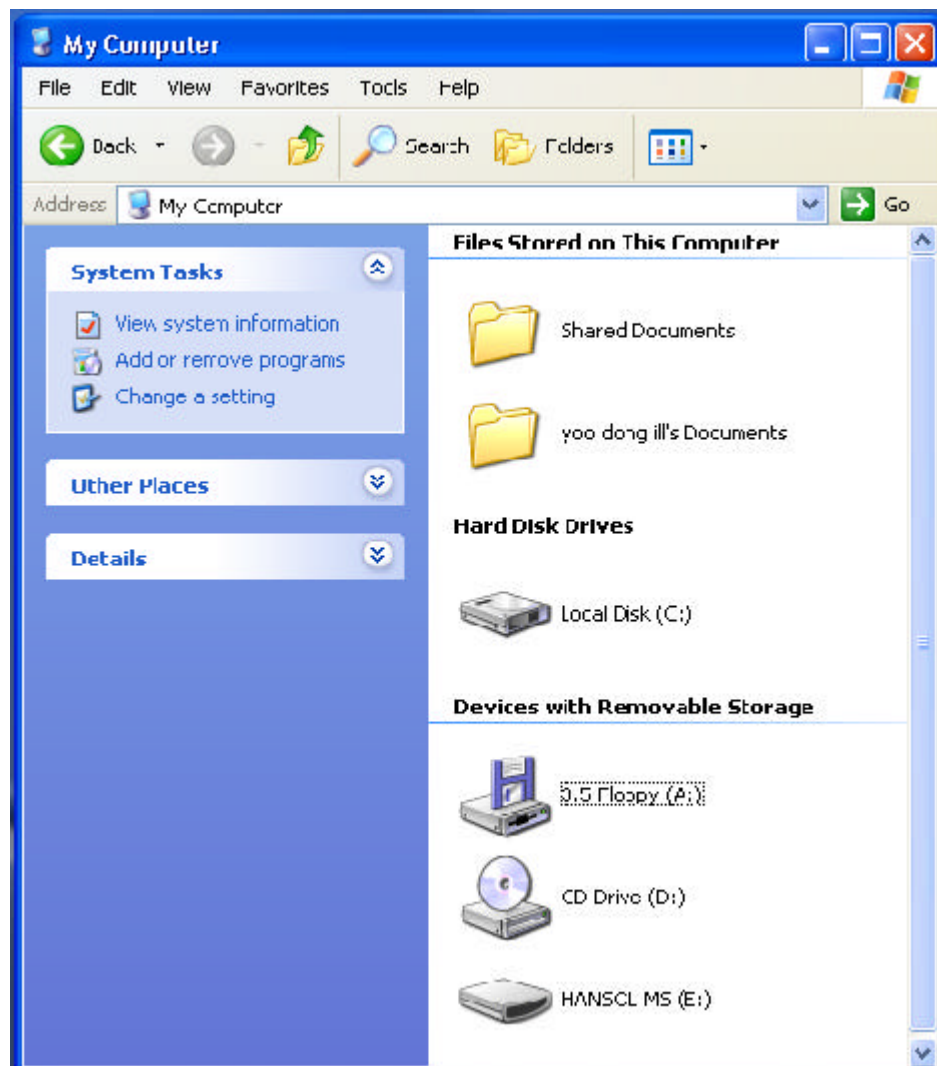 My Computer
File Edit View Favorites Tools Help
Back Search Folders
Address My Computer Go
System Tasks
View system information
Add or remove programs
Change a setting
Other Places
Details
Files Stored on This Computer
Shared Documents
yoo dong ill's Documents
Hard Disk Drives
Local Disk (C:)
Devices with Removable Storage
3.5 Floppy (A:)
CD Drive (D:)
MS (E:)